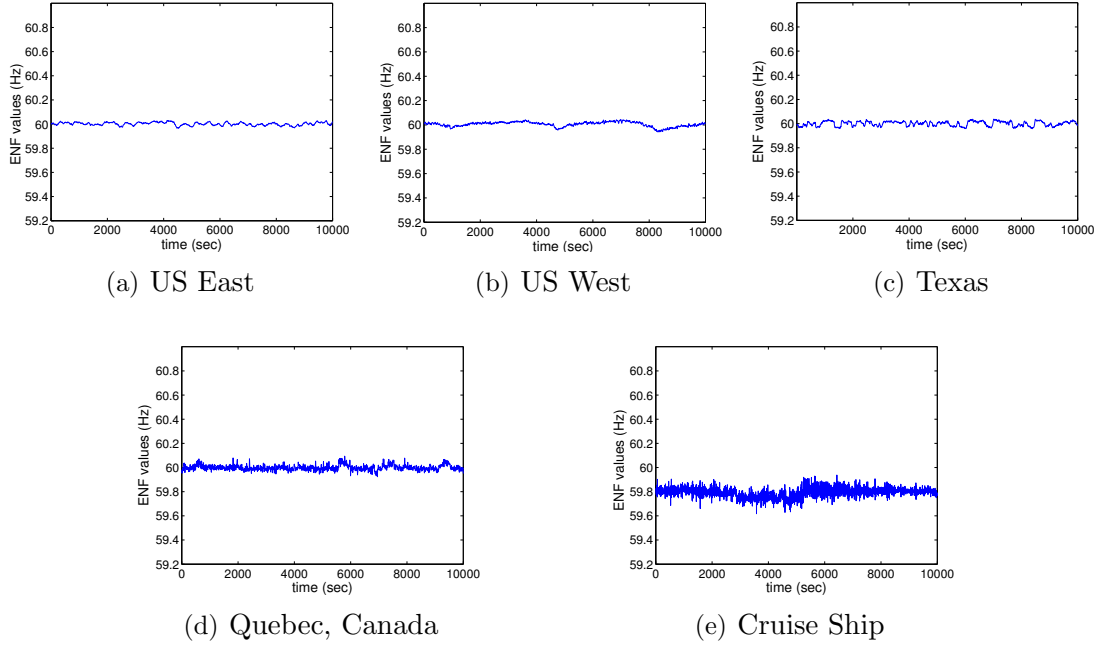 60.8
60.6
60.4
60.2
60
59.8
59.6
59.4
59.2
ENF values (Hz)
0 2000 4000 6000 8000 10000
time (sec)
(a) US East
60.8
60.6
60.4
60.2
60
59.8
59.6
59.4
59.2
ENF values (Hz)
0 2000 4000 6000 8000 10000
time (sec)
(b) US West
60.8
60.6
60.4
60.2
60
59.8
59.6
59.4
59.2
ENF values (Hz)
2000 4000 6000 8000 10000
time (sec)
(c) Texas
60.8
60.6
60.4
60.2
60
59.8
59.6
59.4
59.2
ENF values (Hz)
0 2000 4000 6000 8000 10000
time (sec)
(d) Quebec, Canada
60.8
60.6
60.4
60.2
60
59.8
59.6
59.4
59.2
ENF values (Hz)
0 2000 4000 6000 8000 10000
time (sec)
(e) Cruise Ship